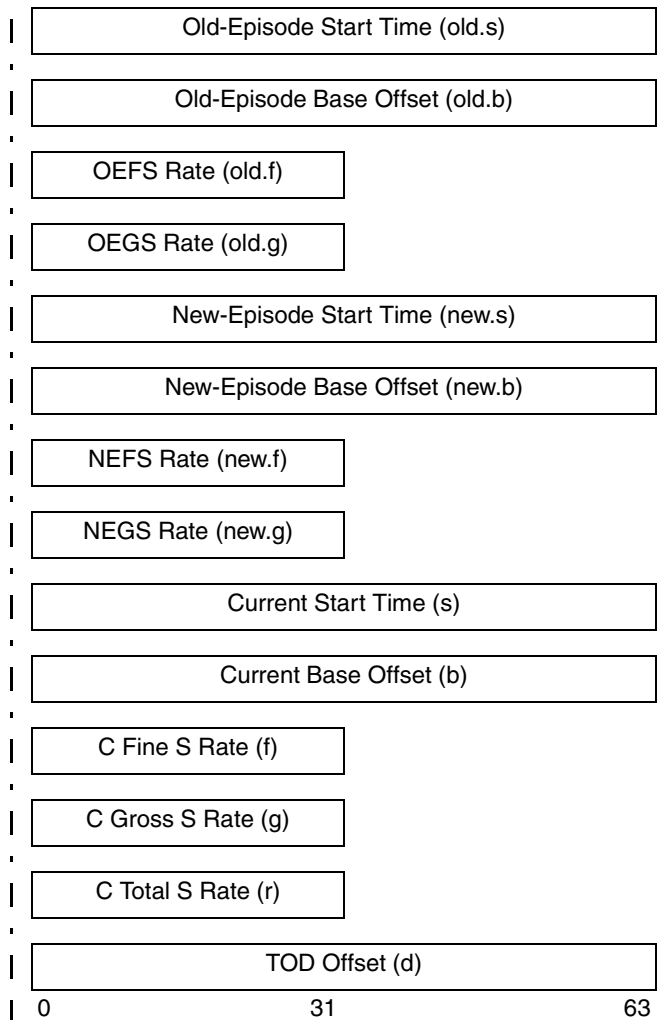 Old-Episode Start Time (old.s)
Old-Episode Base Offset (old.b)
OEFS Rate (old.f)
OEGS Rate (old.g)
New-Episode Start Time (new.s)
New-Episode Base Offset (new.b)
NEFS Rate (new.f)
NEGS Rate (new.g)
Current Start Time (s)
Current Base Offset (b)
C Fine S Rate (f)
C Gross S Rate (g)
C Total S Rate (r)
TOD Offset (d)
0 31 63